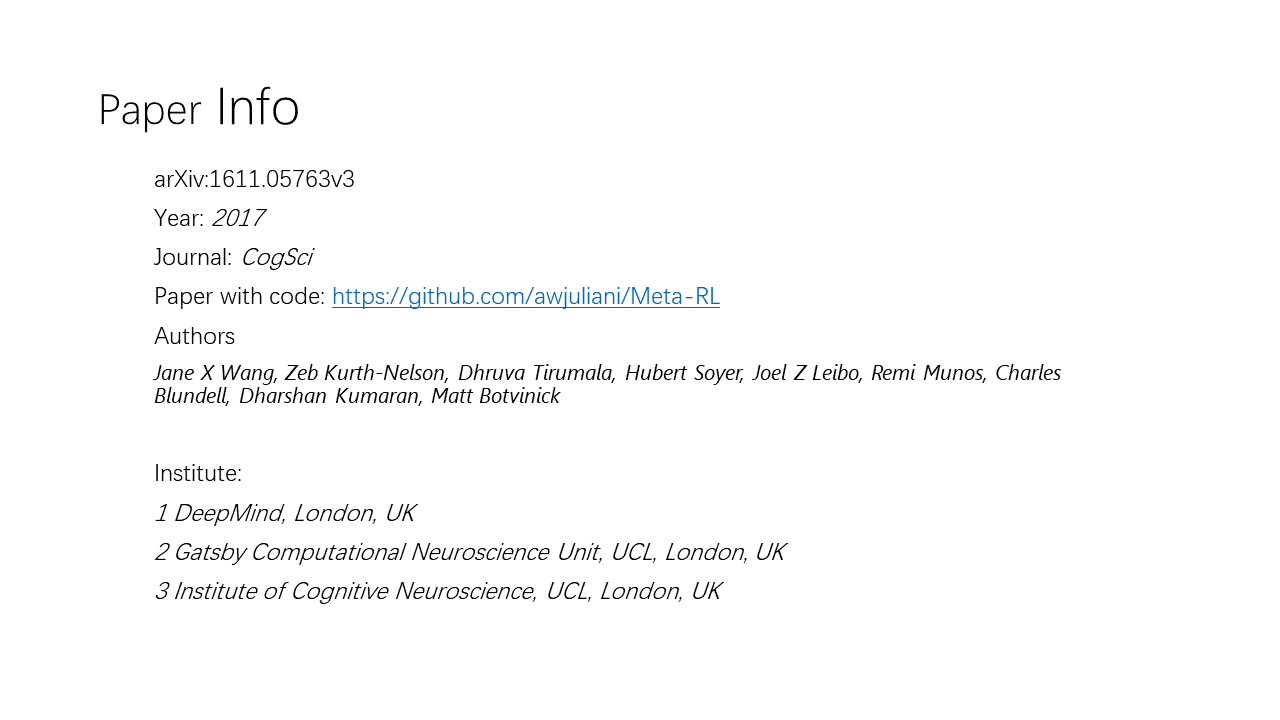 Paper Info
arXiv:1611.05763v3
Year: 2017
Journal: CogSci
Paper with code: https://github.com/awjuliani/Meta-RL
Authors
Jane X Wang, Zeb Kurth-Nelson, Dhruva Tirumala, Hubert Soyer, Joel Z Leibo, Remi Munos, Charles
Blundell, Dharshan Kumaran, Matt Botvinick
Institute:
1 DeepMind, London, UK
2 Gatsby Computational Neuroscience Unit, UCL, London, UK
3 Institute of Cognitive Neuroscience, UCL, London, UK